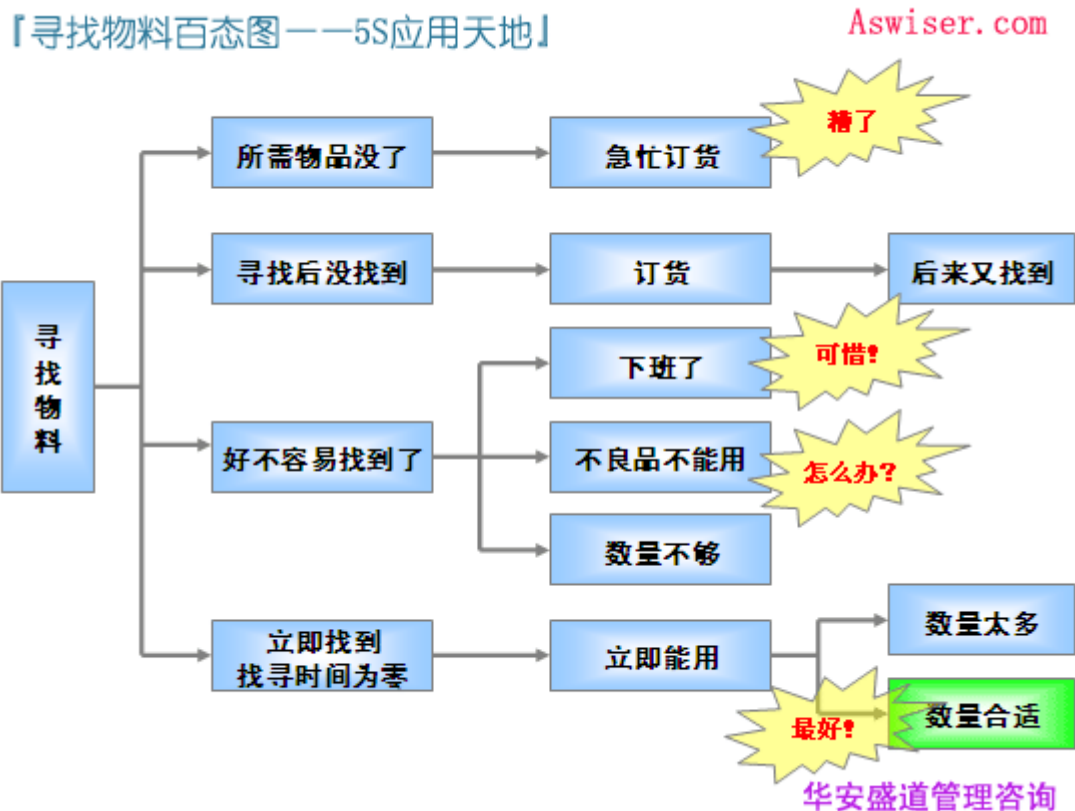 『寻找物料百态图——5S应用天地』
Aswiser.com
糟了
所需物品没了
急忙订货
寻找后没找到
订货
后来又找到
寻
找
物
料
下班了
可惜!
好不容易找到了
不良品不能用
怎么办?
数量不够
立即找到
找寻时间为零
立即能用
数量太多
数量合适
最好!
华安盛道管理咨询